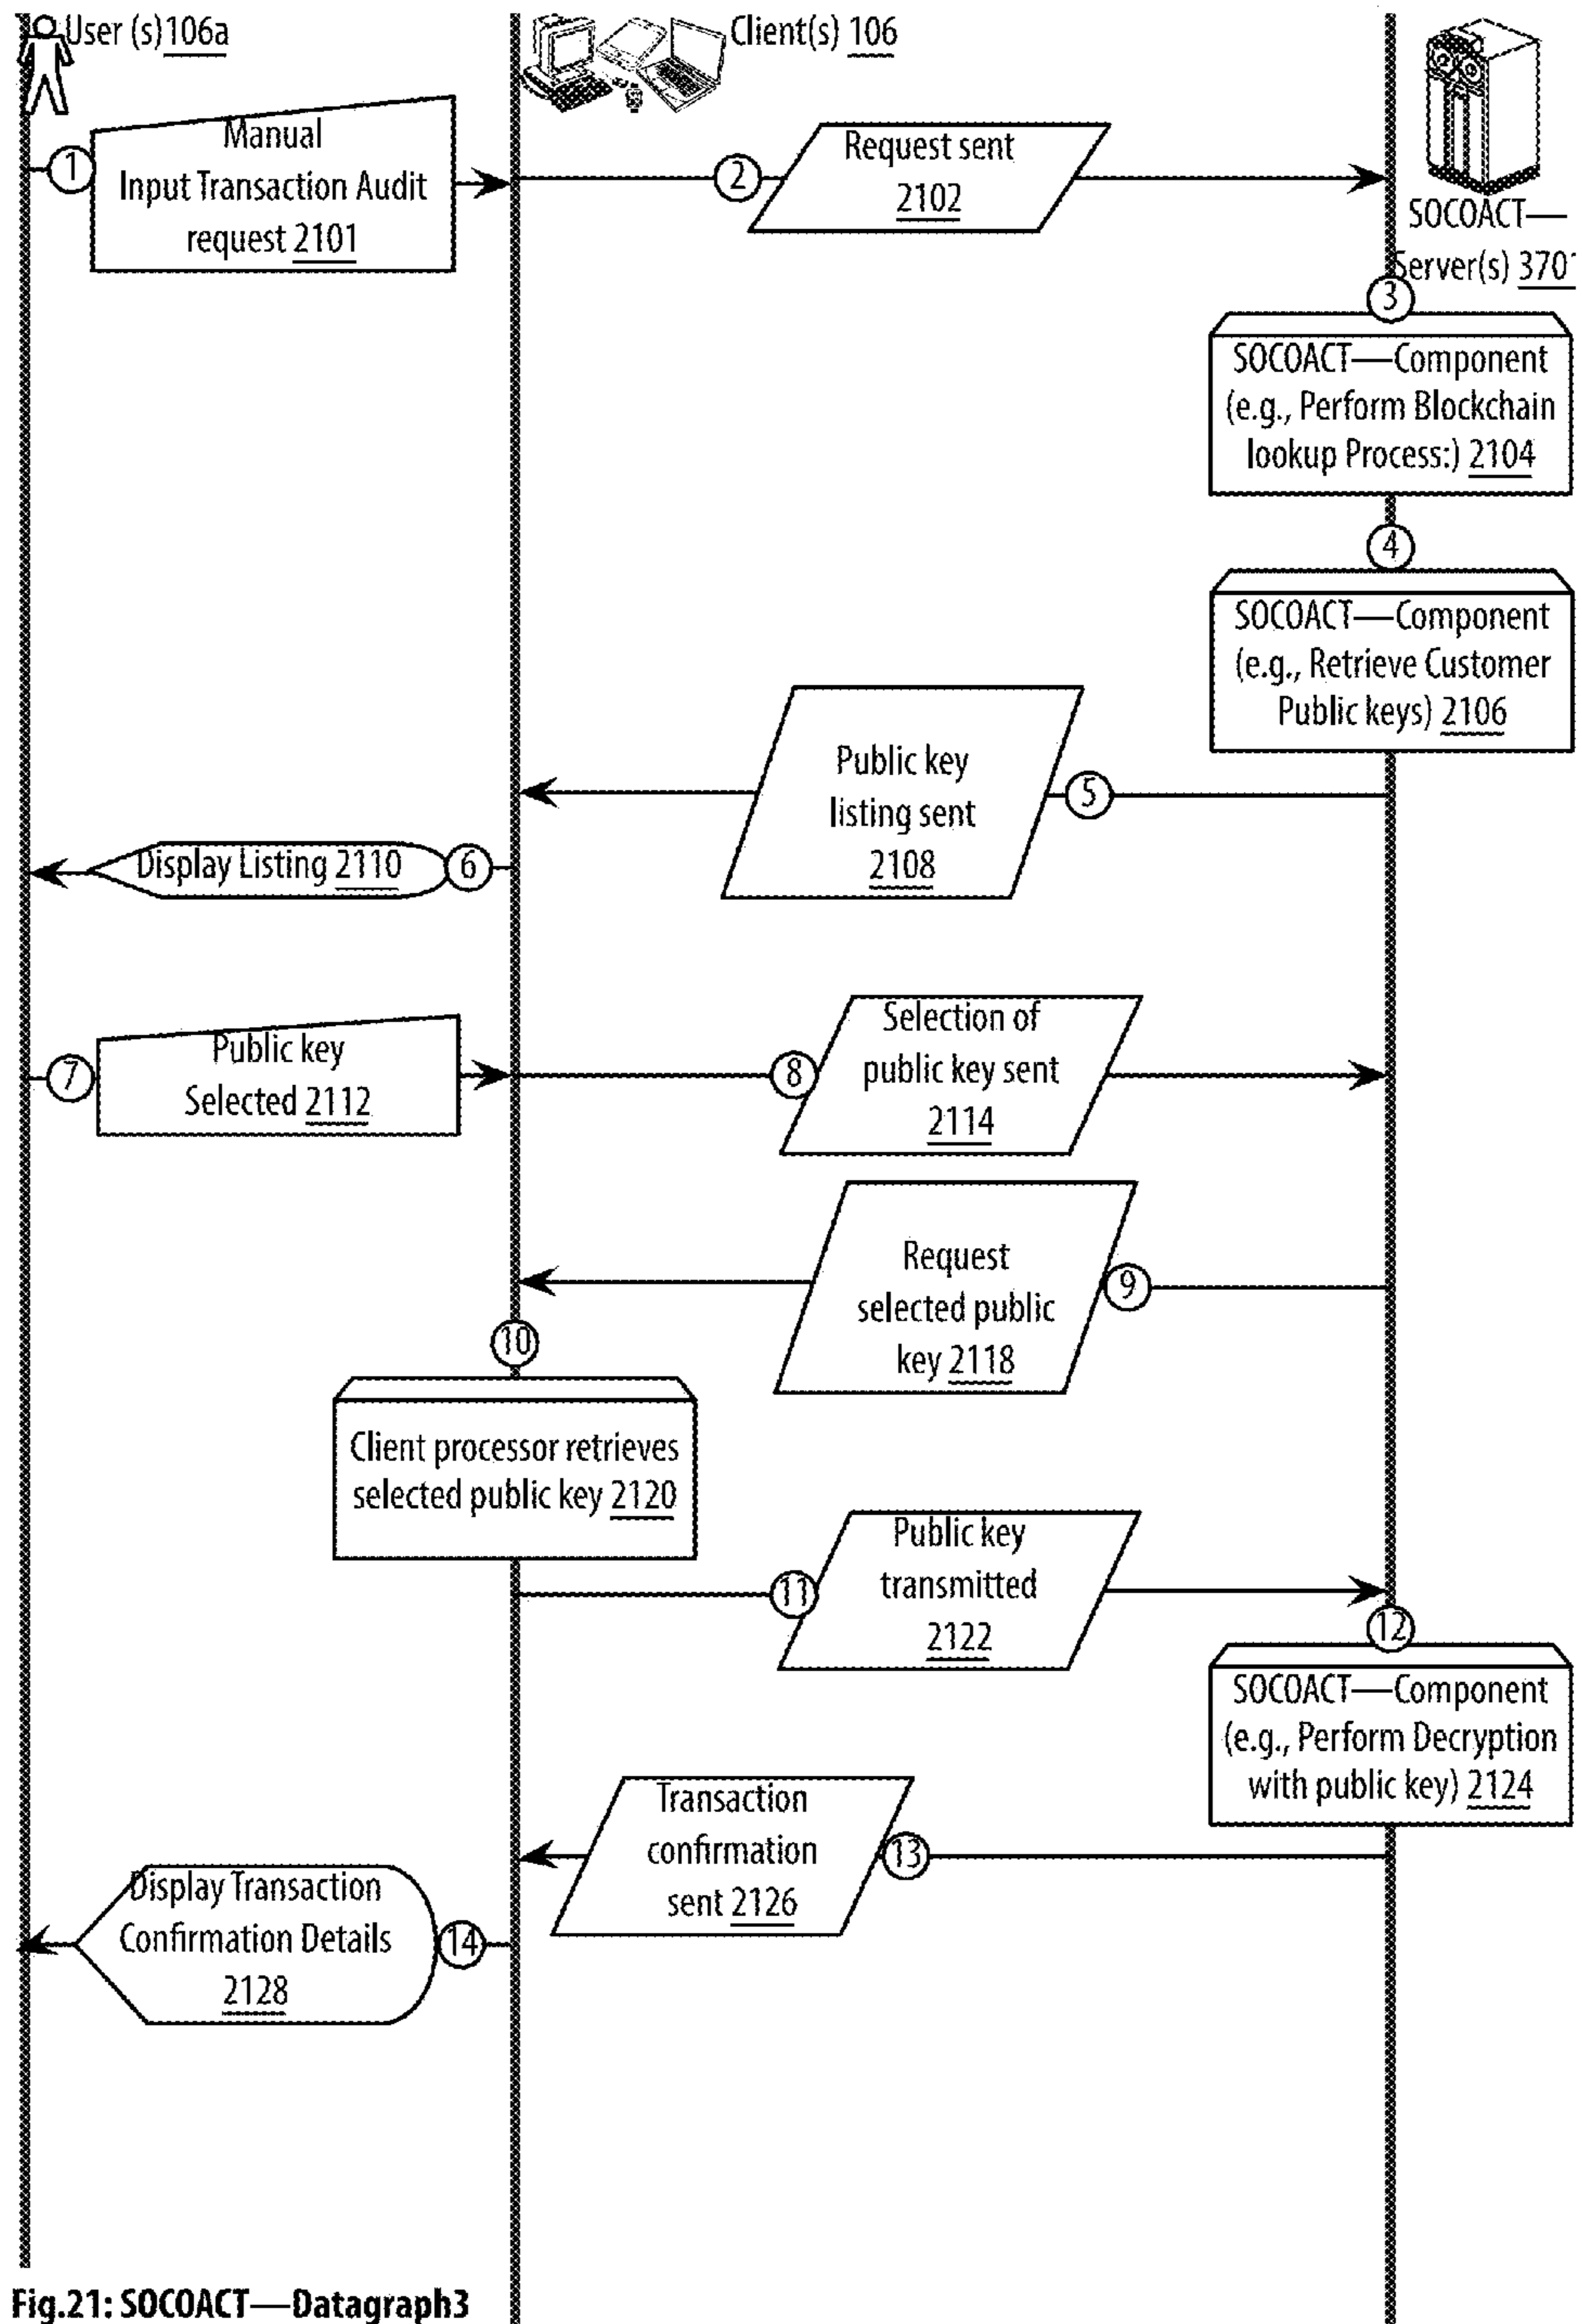 User (s)106a
Client(s) 106
SOCOACT—
Server(s) 370
1
Manual
Input Transaction Audit
request 2101
2
Request sent
2102
3
SOCOACT—Component
(e.g., Perform Blockchain
lookup Process:) 2104
4
SOCOACT—Component
(e.g., Retrieve Customer
Public keys) 2106
5
Public key
listing sent
2108
6
Display Listing 2110
7
Public key
Selected 2112
8
Selection of
public key sent
2114
9
Request
selected public
key 2118
10
Client processor retrieves
selected public key 2120
11
Public key
transmitted
2122
12
SOCOACT—Component
(e.g., Perform Decryption
with public key) 2124
13
Transaction
confirmation
sent 2126
14
Display Transaction
Confirmation Details
2128
Fig.21: SOCOACT—Datagraph3